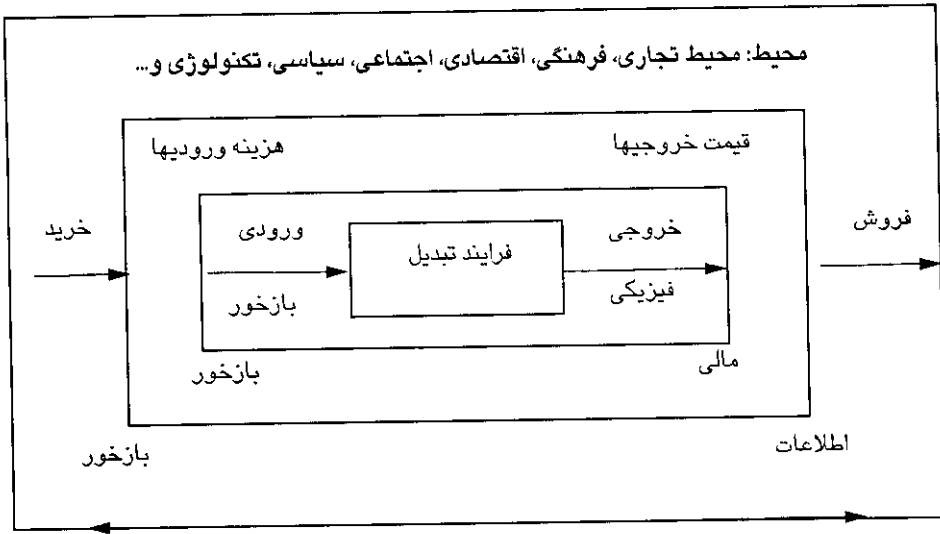 محیط: محیط تجاری، فرهنگی، اقتصادی، اجتماعی، سیاسی، تکنولوژی و...
قیمت خروجیها
هزینه ورودیها
فروش
خروجی
فرایند تبدیل
ورودی
خرید
فیزیکی
بازخور
مالی
بازخور
اطلاعات
بازخور